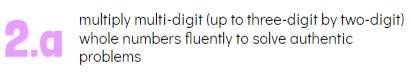 2.a
multiply multi-digit (up to three-digit by two-digit)
whole numbers fluently to solve authentic
problems